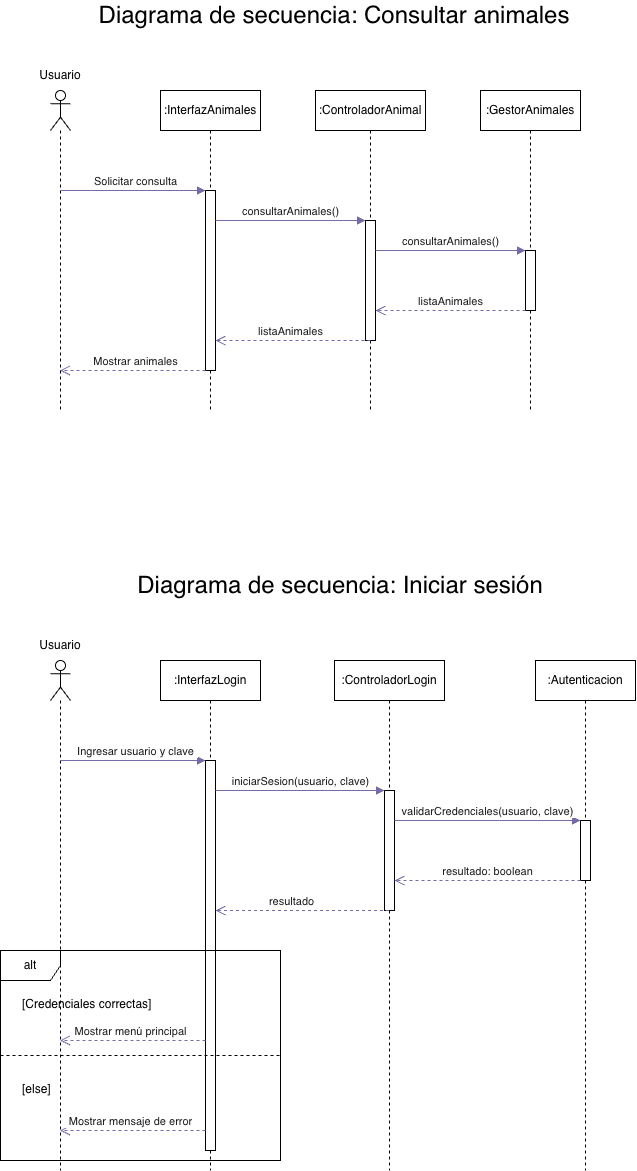 Diagrama de secuencia: Consultar animales
Usuario
:InterfazAnimales
:ControladorAnimal
:GestorAnimales
Solicitar consulta
consultarAnimales()
consultarAnimales()
listaAnimales
listaAnimales
Mostrar animales
Diagrama de secuencia: Iniciar sesión
Usuario
:InterfazLogin
:ControladorLogin
:Autenticacion
Ingresar usuario y clave
iniciarSesion(usuario, clave)
validarCredenciales(usuario, clave)
resultado: boolean
resultado
alt
[Credenciales correctas]
Mostrar menú principal
[else]
Mostrar mensaje de error